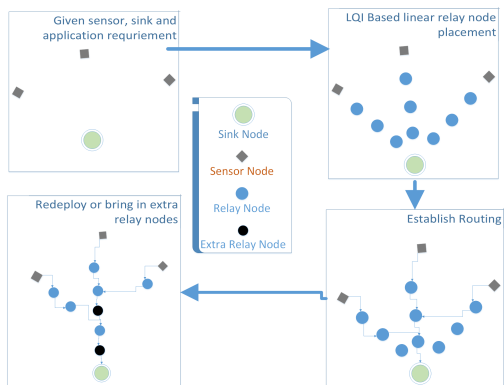 Given sensor, sink and
application requriement
LQI Based linear relay node
placement
Sink Node
Sensor Node
Relay Node
Extra Relay Node
Redeploy or bring in extra
relay nodes
Establish Routing